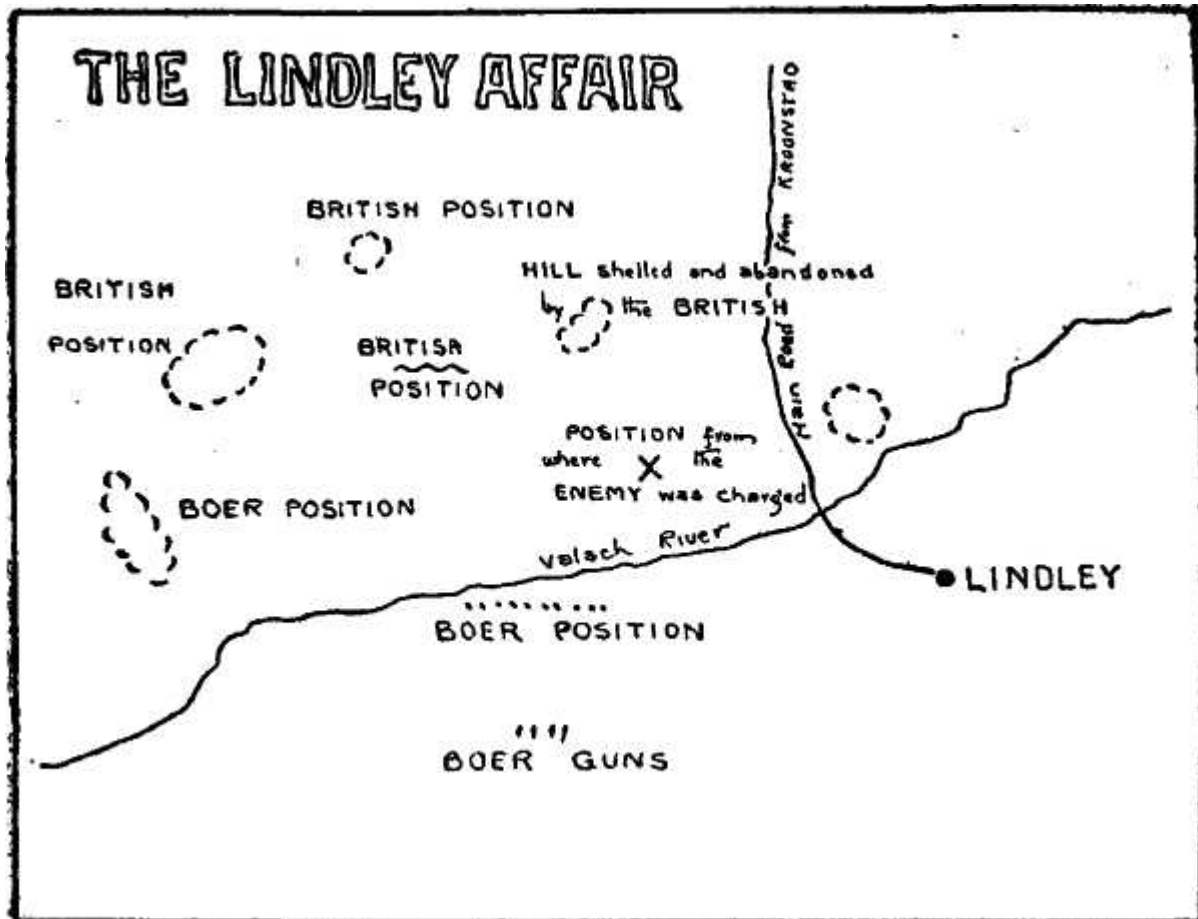 THE LINDLEY AFFAIR
Main Road from KROONSTAD
BRITISH POSITION
HILL shelled and abandoned
by the BRITISH
BRITISH
POSITION
BRITISH
POSITION
POSITION from
where X the
ENEMY was charged
BOER POSITION
Valsch River
LINDLEY
BOER POSITION
BOER GUNS